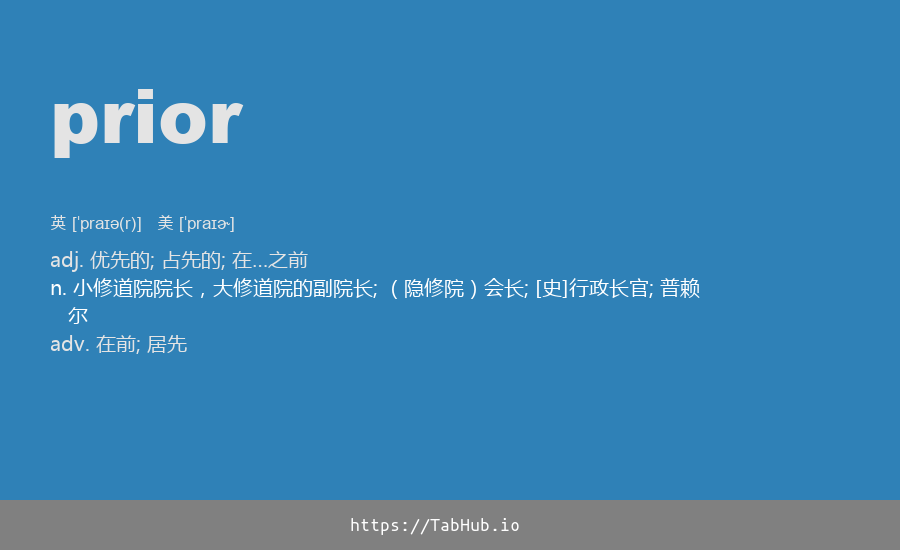 prior
英 [ˈpraɪə(r)] 美 [ˈpraɪɚ]
adj. 优先的; 占先的; 在…之前
n. 小修道院院长，大修道院的副院长; （隐修院）会长; [史]行政长官; 普赖
尔
adv. 在前; 居先
https://TabHub.io